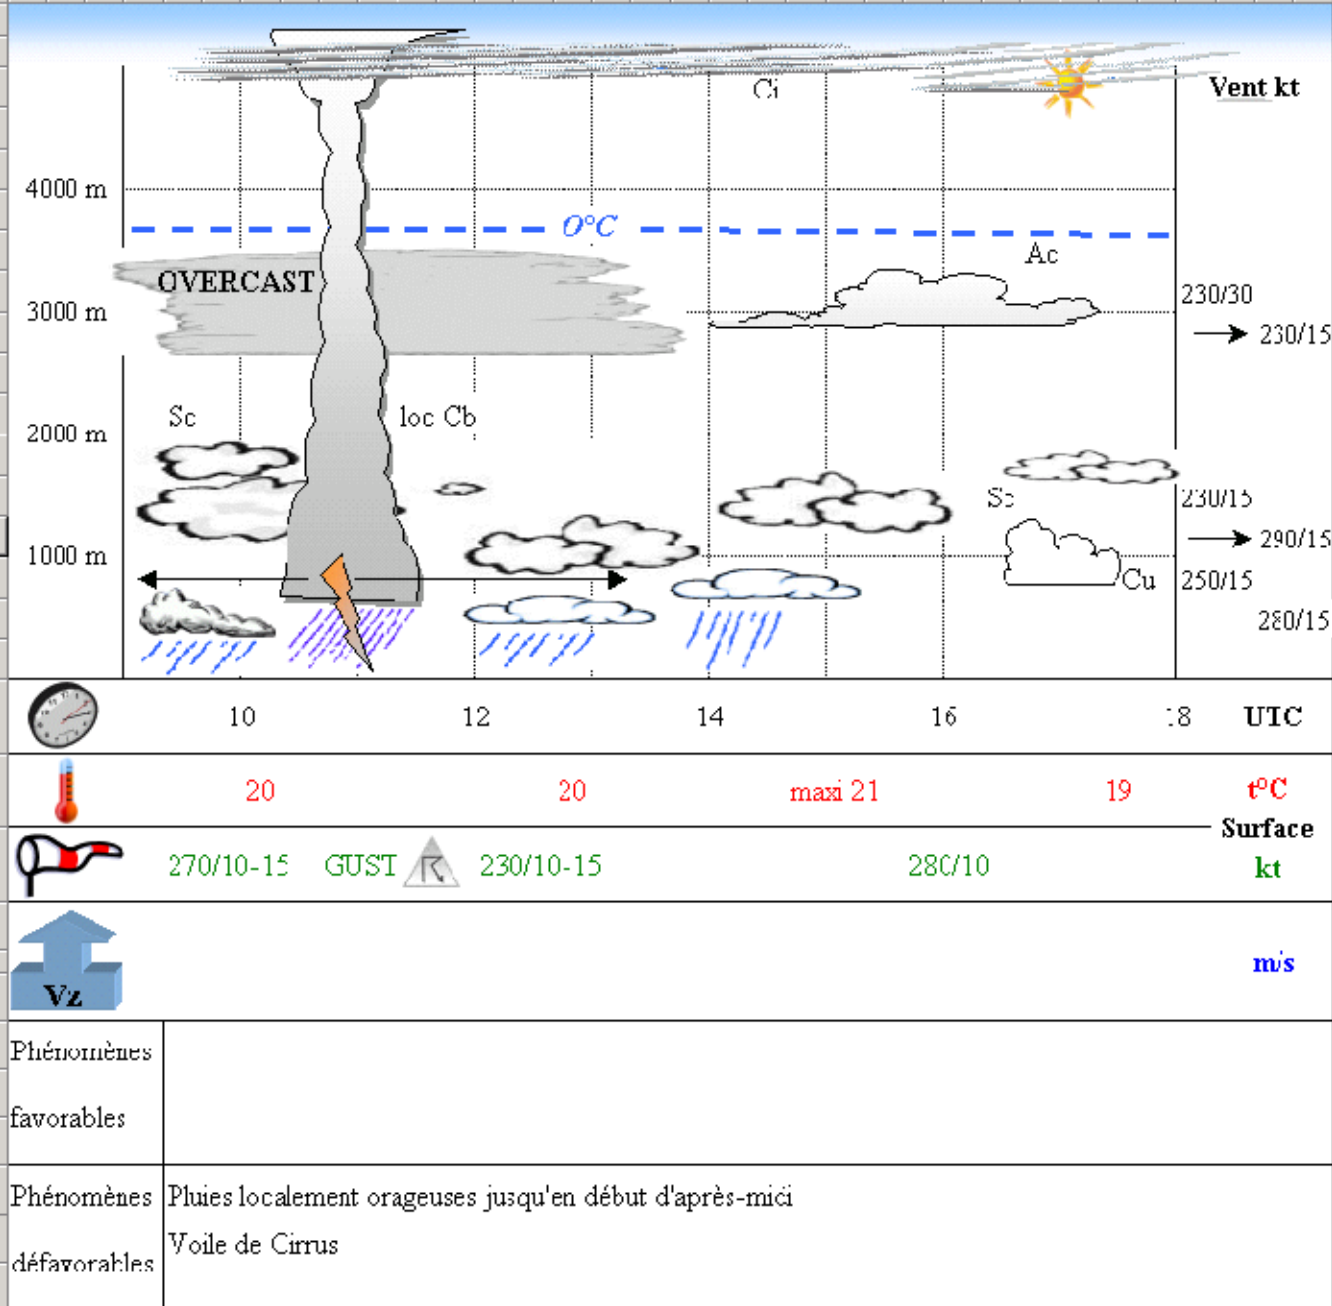 Ci
Vent kt
4000 m
O°C
Ac
OVERCAST
230/30
3000 m
230/15
Sc
loc Cb
2000 m
Sc
230/15
290/15
1000 m
Cu
250/15
280/15
10 12 14 16 18 UTC
20 20 maxi 21 19 t°C
Surface
270/10-15 GUST 230/10-15 280/10 kt
Vz
m/s
Phénomènes
favorables
Phénomènes
défavorables
Pluies localement orageuses jusqu'en début d'après-midi
Voile de Cirrus